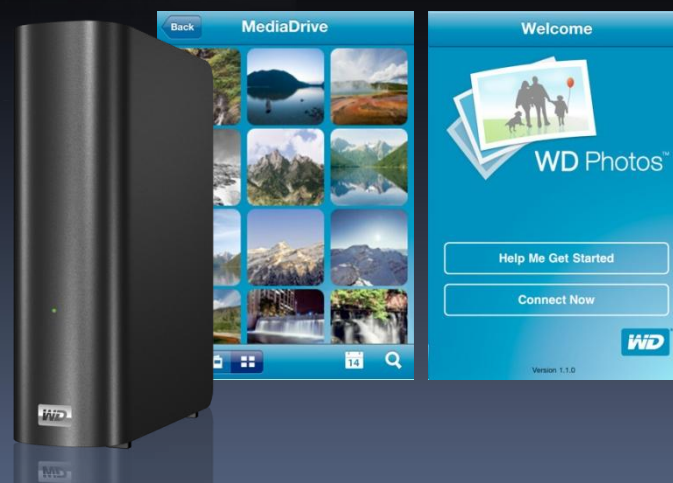 WD
Back
MediaDrive
14
Welcome
WD Photos™
Help Me Get Started
Connect Now
WD
Version 1.1.0